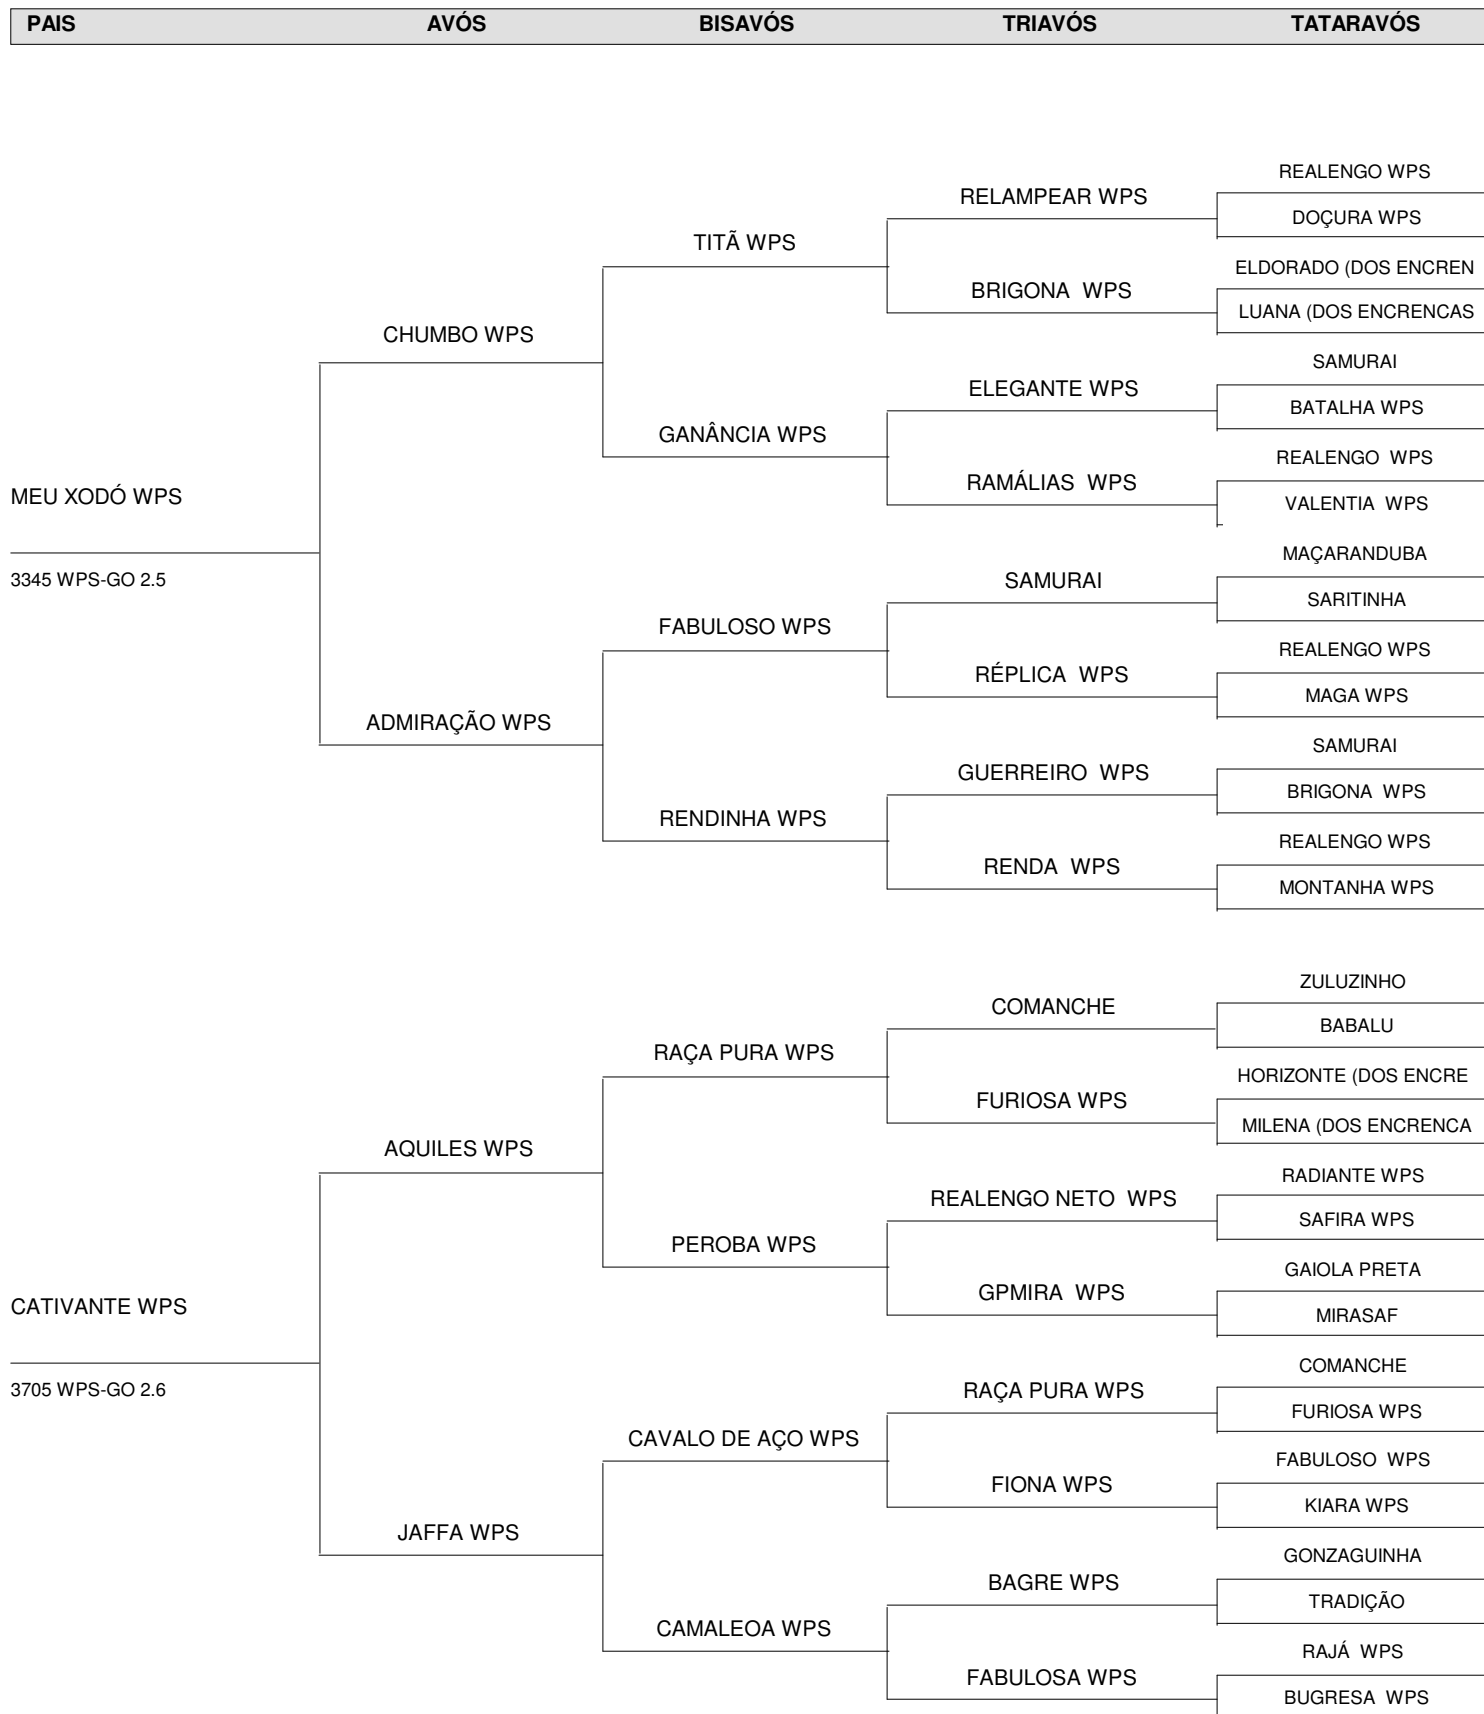 PAIS AVÓS BISAVÓS TRIAVÓS TATARAVÓS
REALENGO WPS
RELAMPEAR WPS
DOÇURA WPS
TITÃ WPS
ELDORADO (DOS ENCREN
BRIGONA WPS
LUANA (DOS ENCRENCAS
CHUMBO WPS
SAMURAI
ELEGANTE WPS
BATALHA WPS
GANÂNCIA WPS
REALENGO WPS
RAMÁLIAS WPS
VALENTIA WPS
MEU XODÓ WPS
3345 WPS-GO 2.5
MAÇARANDUBA
SAMURAI
SARITINHA
FABULOSO WPS
REALENGO WPS
RÉPLICA WPS
MAGA WPS
ADMIRAÇÃO WPS
SAMURAI
GUERREIRO WPS
BRIGONA WPS
RENDINHA WPS
REALENGO WPS
RENDA WPS
MONTANHA WPS
ZULUZINHO
COMANCHE
BABALU
RAÇA PURA WPS
HORIZONTE (DOS ENCRE
FURIOSA WPS
MILENA (DOS ENCRENCA
AQUILES WPS
RADIANTE WPS
REALENGO NETO WPS
SAFIRA WPS
PEROBA WPS
GAIOLA PRETA
GPMIRA WPS
MIRASAF
CATIVANTE WPS
3705 WPS-GO 2.6
COMANCHE
RAÇA PURA WPS
FURIOSA WPS
CAVALO DE AÇO WPS
FABULOSO WPS
FIONA WPS
KIARA WPS
JAFFA WPS
GONZAGUINHA
BAGRE WPS
TRADIÇÃO
CAMALEOA WPS
RAJÁ WPS
FABULOSA WPS
BUGRESA WPS